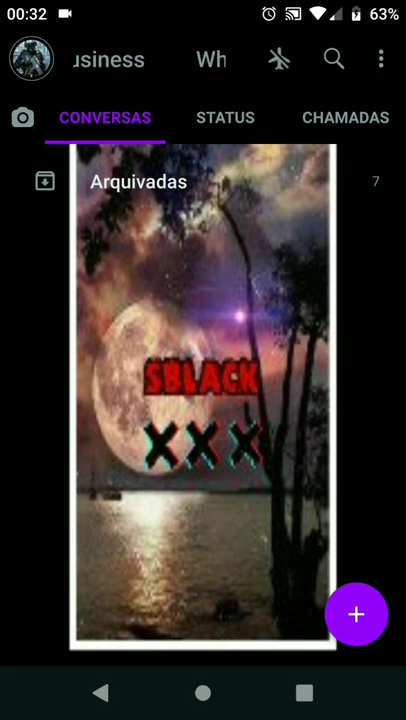 00:32
63%
usiness Wh
CONVERSAS STATUS CHAMADAS
Arquivadas 7
SBLACK
XXX
+